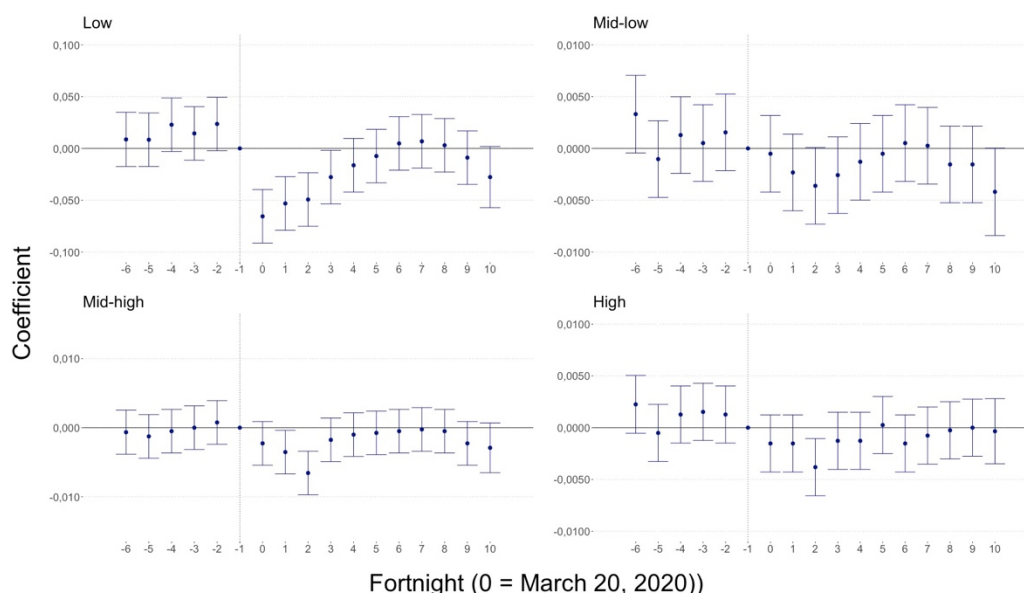 Low
0,100
0,050
0,000
-0,050
-0,100
-6 -5 -4 -3 -2 -1 0 1 2 3 4 5 6 7 8 9 10
Mid-low
0,0100
0,0050
0,000
-0,0050
-0,0100
-6 -5 -4 -3 -2 -1 0 1 2 3 4 5 6 7 8 9 10
Mid-high
0,010
0,000
-0,010
-6 -5 -4 -3 -2 -1 0 1 2 3 4 5 6 7 8 9 10
High
0,0100
0,0050
0,000
-0,0050
-0,0100
-6 -5 -4 -3 -2 -1 0 1 2 3 4 5 6 7 8 9 10
Coefficient
Fortnight (0 = March 20, 2020))